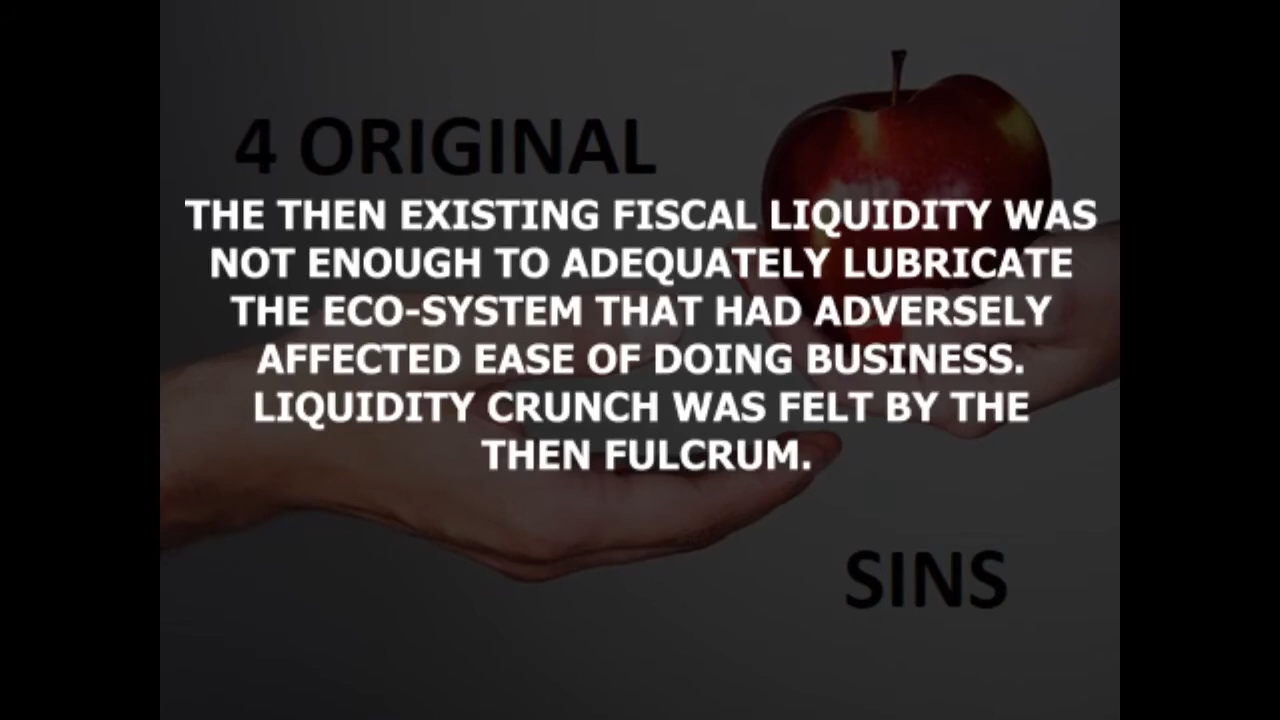 4 ORIGINAL
THE THEN EXISTING FISCAL LIQUIDITY WAS
NOT ENOUGH TO ADEQUATELY LUBRICATE
THE ECO-SYSTEM THAT HAD ADVERSELY
AFFECTED EASE OF DOING BUSINESS.
LIQUIDITY CRUNCH WAS FELT BY THE
THEN FULCRUM.
SINS